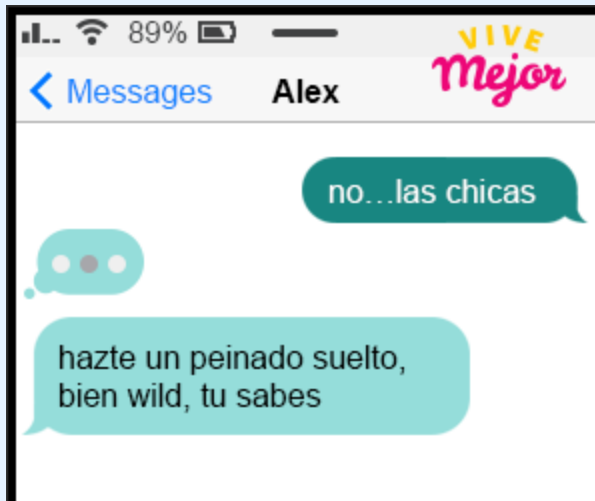 89%
VIVE
Mejor
Messages
Alex
no...las chicas
hazte un peinado suelto,
bien wild, tu sabes